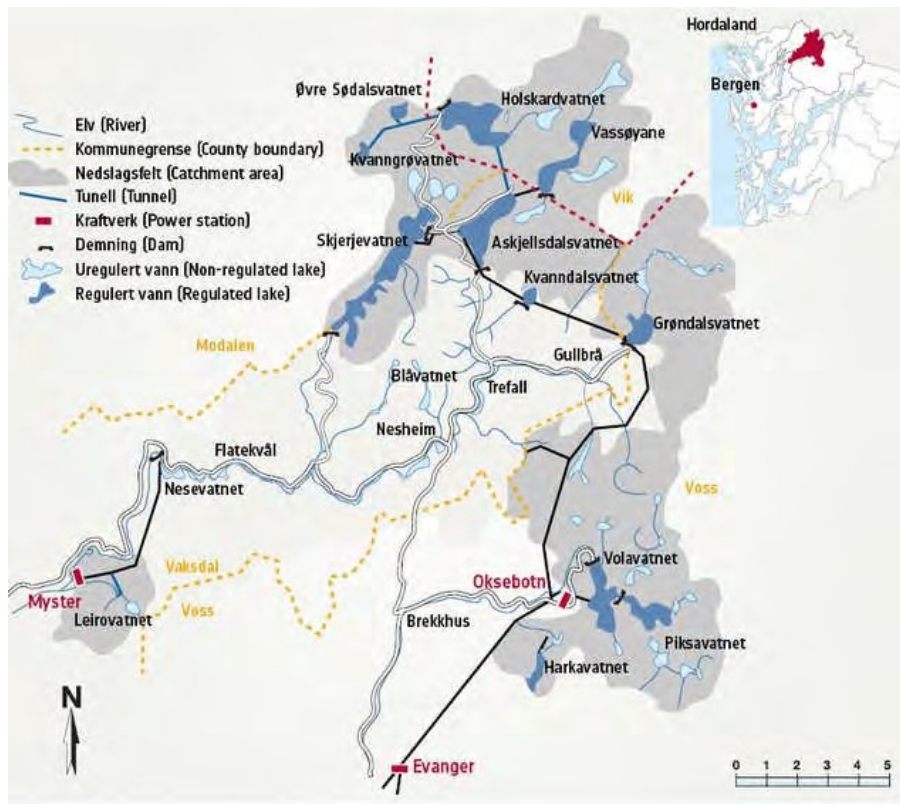 Hordaland
Bergen
Øvre Sødalsvatnet
Holskardvatnet
Vassøyane
Kvanngrøvatnet
Elv (River)
Kommunegrense (County boundary)
Nedslagsfelt (Catchment area)
Tunell (Tunnel)
Kraftverk (Power station)
Demning (Dam)
Uregulert vann (Non-regulated lake)
Regulert vann (Regulated lake)
Vik
Skjerjevatnet
Askjellsdalsvatnet
Kvanndalsvatnet
Grøndalsvatnet
Modalen
Gullbrå
Blåvatnet
Trefall
Nesheim
Flatekvål
Nesevatnet
Voss
Vaksdal
Voss
Oksebotn
Volavatnet
Myster
Leirovatnet
Brekkhus
Piksavatnet
Harkavatnet
N
Evanger
0 1 2 3 4 5